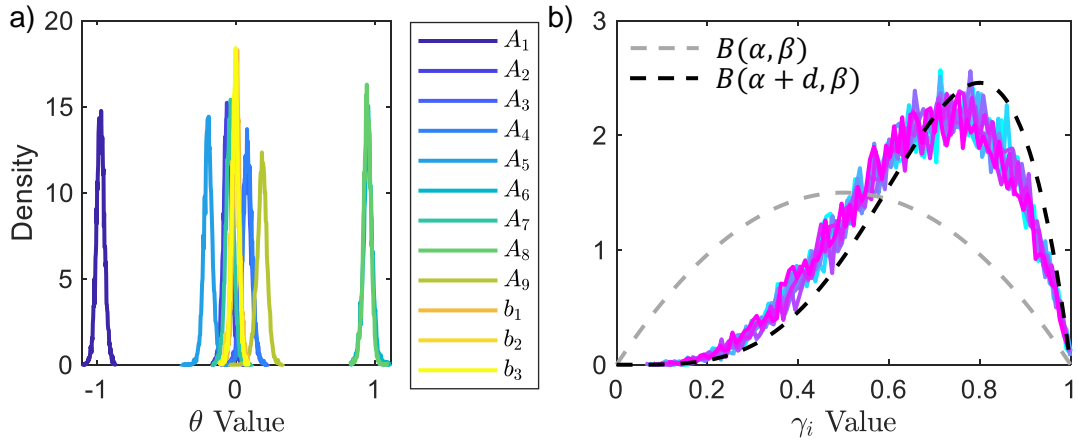 a)
20
15
10
5
0
Density
-1
0
1
θ Value
A₁
A₂
A₃
A₄
A₅
A₆
A₇
A₈
A₉
b₁
b₂
b₃
b)
3
2
1
0
B(α, β)
B(α + d, β)
0
0.2
0.4
0.6
0.8
1
γᵢ Value